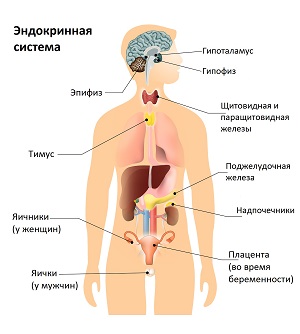 Эндокринная
система
Гипоталамус
Гипофиз
Эпифиз
Щитовидная и
паращитовидная
железы
Тимус
Поджелудочная
железа
Надпочечники
Яичники
(у женщин)
Плацента
(во время
беременности)
Яички
(у мужчин)